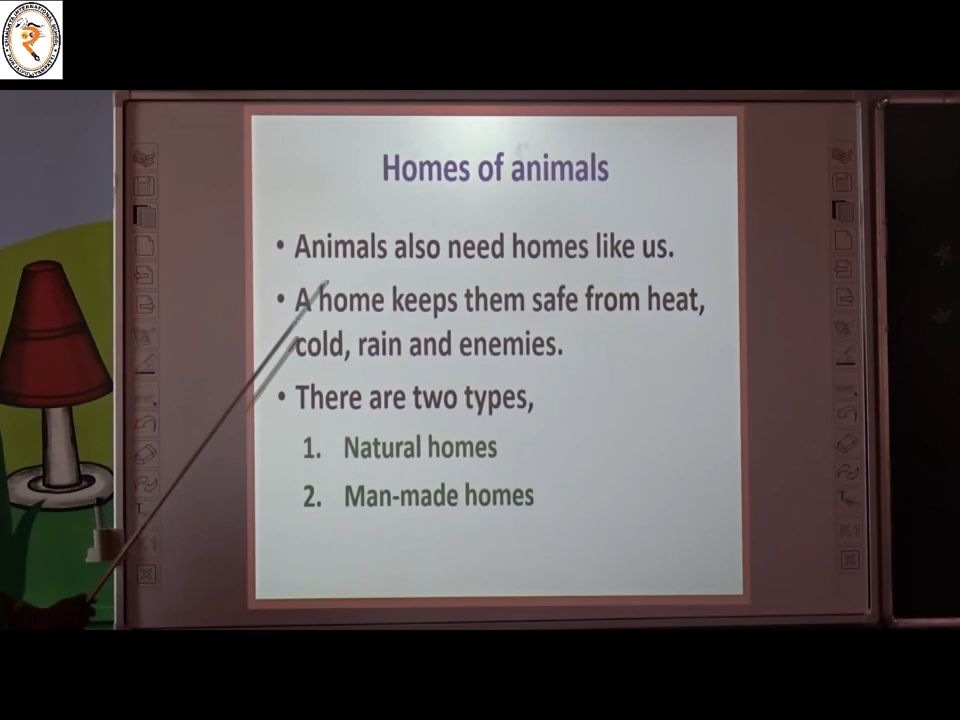 Homes of animals
• Animals also need homes like us.
• A home keeps them safe from heat,
cold, rain and enemies.
• There are two types,
1. Natural homes
2. Man-made homes